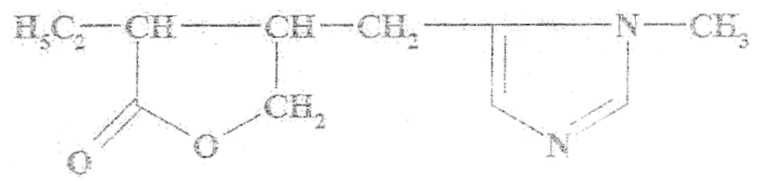 H₅C₂ CH CH CH₂ N CH₃
CH₂
O
N
O